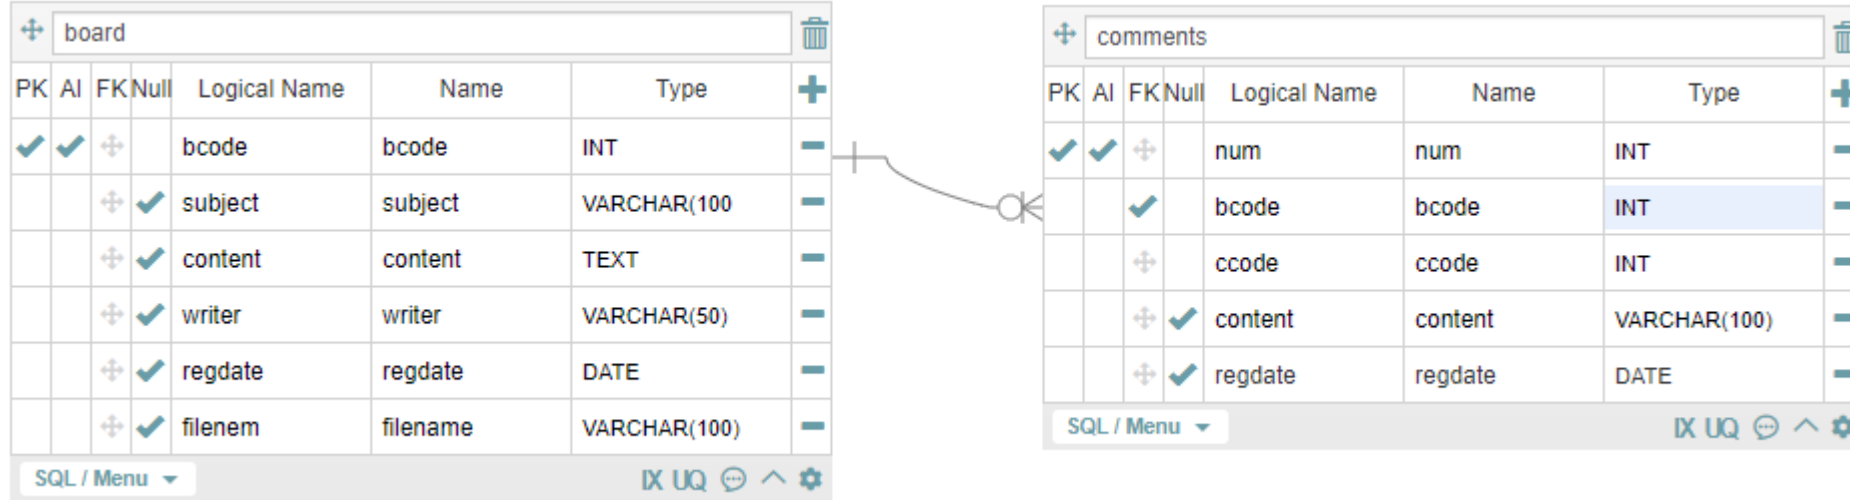 board
PK AI FK Null Logical Name Name Type
bcode bcode INT
subject subject VARCHAR(100
content content TEXT
writer writer VARCHAR(50)
regdate regdate DATE
filenem filename VARCHAR(100)
SQL / Menu IX UQ
comments
PK AI FK Null Logical Name Name Type
num num INT
bcode bcode INT
ccode ccode INT
content content VARCHAR(100)
regdate regdate DATE
SQL / Menu IX UQ